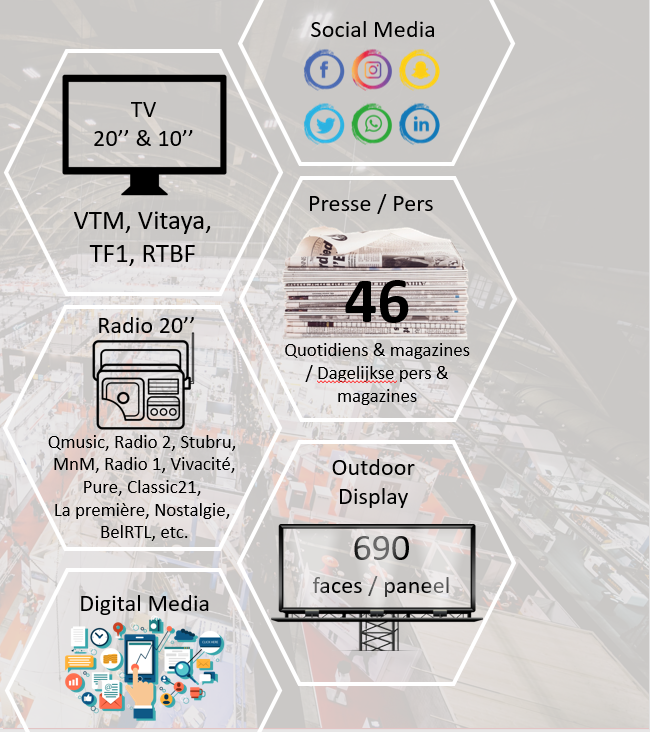 Social Media
TV
20’’ & 10’’
VTM, Vitaya,
TF1, RTBF
Presse / Pers
46
Quotidiens & magazines
/ Dagelijkse pers &
magazines
Radio 20’’
Qmusic, Radio 2, Stubru,
MnM, Radio 1, Vivacité,
Pure, Classic21,
La première, Nostalgie,
BelRTL, etc.
Outdoor
Display
690
faces / paneel
Digital Media